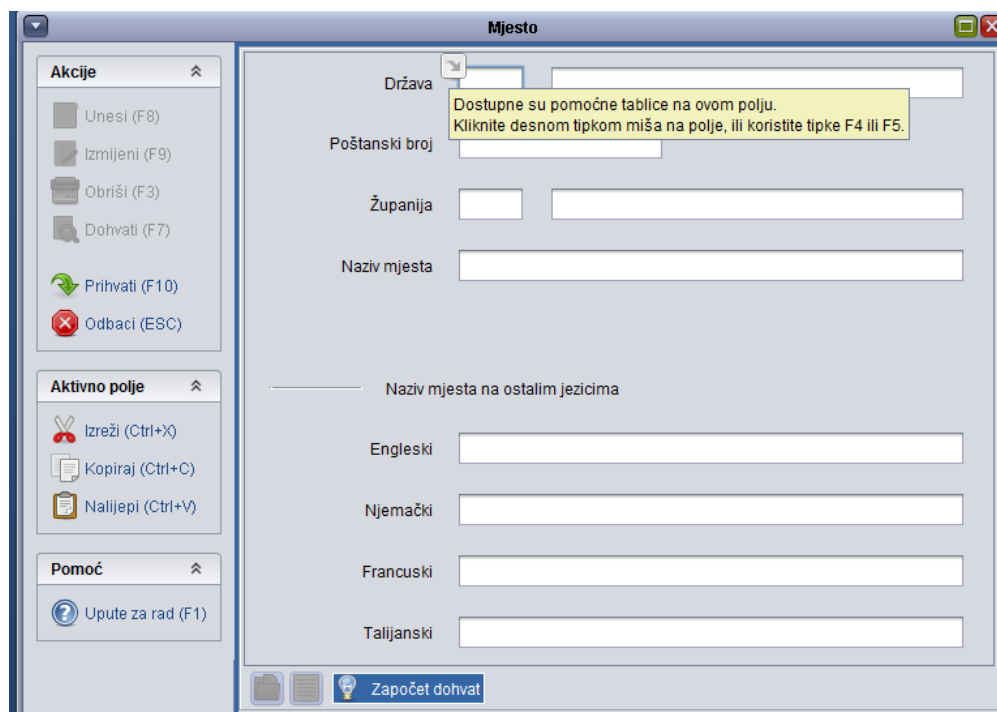 Mjesto
Akcije
Unesi (F8)
Izmijeni (F9)
Obriši (F3)
Dohvati (F7)
Prihvati (F10)
Odbaci (ESC)
Aktivno polje
Izreži (Ctrl+X)
Kopiraj (Ctrl+C)
Nalijepi (Ctrl+V)
Pomoć
Upute za rad (F1)
Država
Dostupne su pomoćne tablice na ovom polju.
Kliknite desnom tipkom miša na polje, ili koristite tipke F4 ili F5.
Poštanski broj
Županija
Naziv mjesta
Naziv mjesta na ostalim jezicima
Engleski
Njemački
Francuski
Talijanski
Započet dohvat